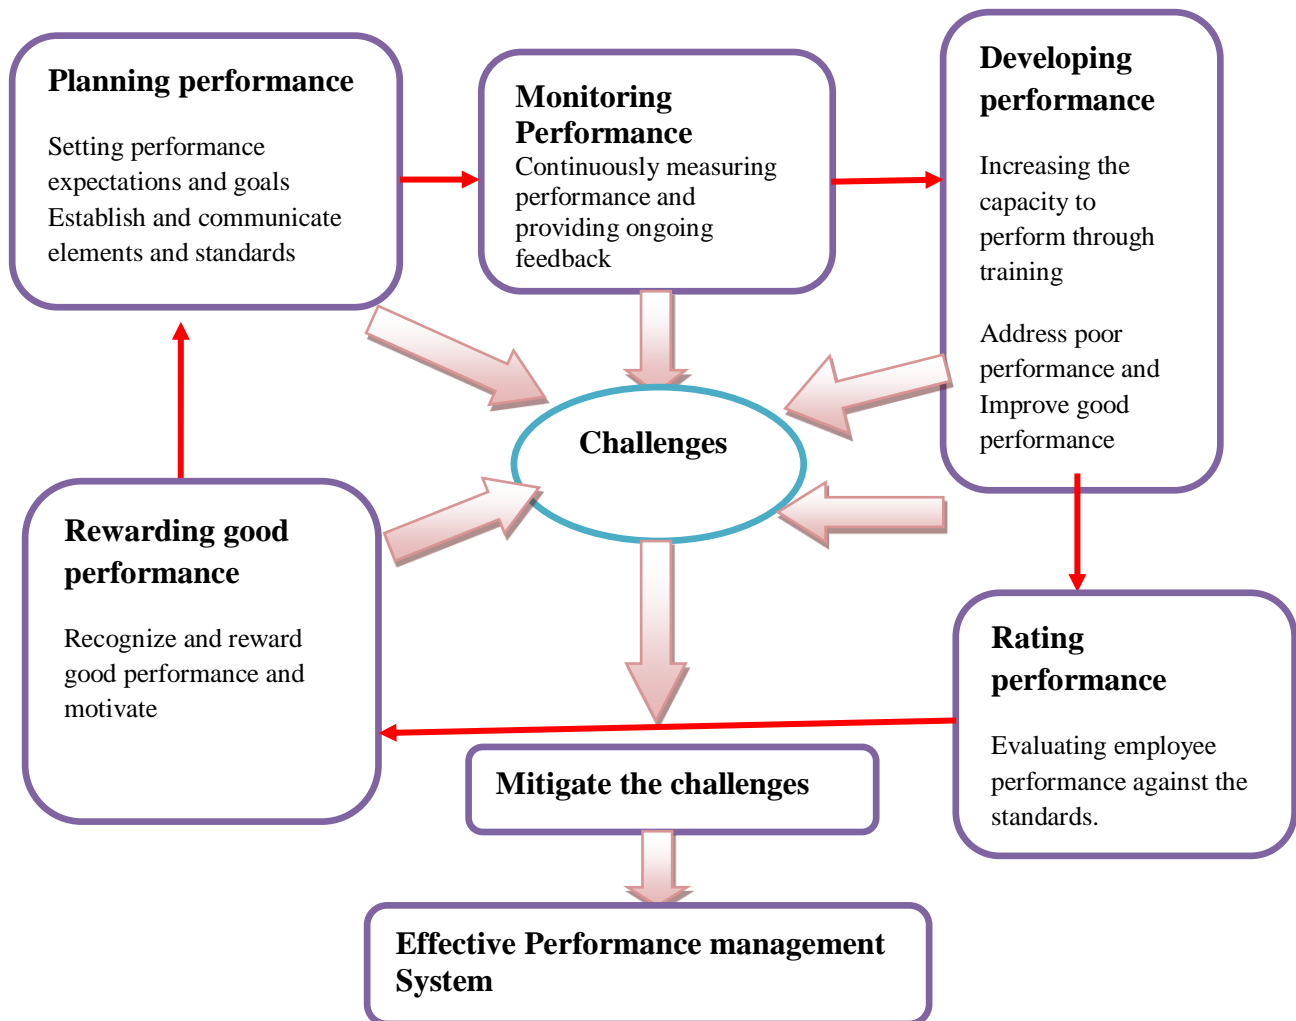 Planning performance
Setting performance
expectations and goals
Establish and communicate
elements and standards
Monitoring
Performance
Continuously measuring
performance and
providing ongoing
feedback
Developing
performance
Increasing the
capacity to
perform through
training
Address poor
performance and
Improve good
performance
Challenges
Rewarding good
performance
Recognize and reward
good performance and
motivate
Rating
performance
Evaluating employee
performance against the
standards.
Mitigate the challenges
Effective Performance management
System